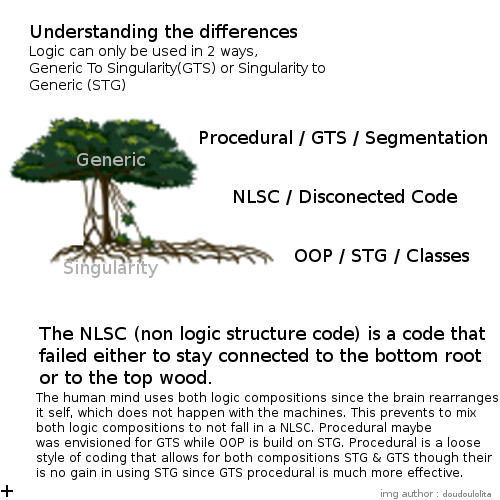 Understanding the differences
Logic can only be used in 2 ways,
Generic To Singularity(GTS) or Singularity to
Generic (STG)
Procedural / GTS / Segmentation
Generic
NLSC / Disconected Code
OOP / STG / Classes
Singularity
The NLSC (non logic structure code) is a code that
failed either to stay connected to the bottom root
or to the top wood.
The human mind uses both logic compositions since the brain rearranges
it self, which does not happen with the machines. This prevents to mix
both logic compositions to not fall in a NLSC. Procedural maybe
was envisioned for GTS while OOP is build on STG. Procedural is a loose
style of coding that allows for both compositions STG & GTS though their
is no gain in using STG since GTS procedural is much more effective.
img author : doudoulolita